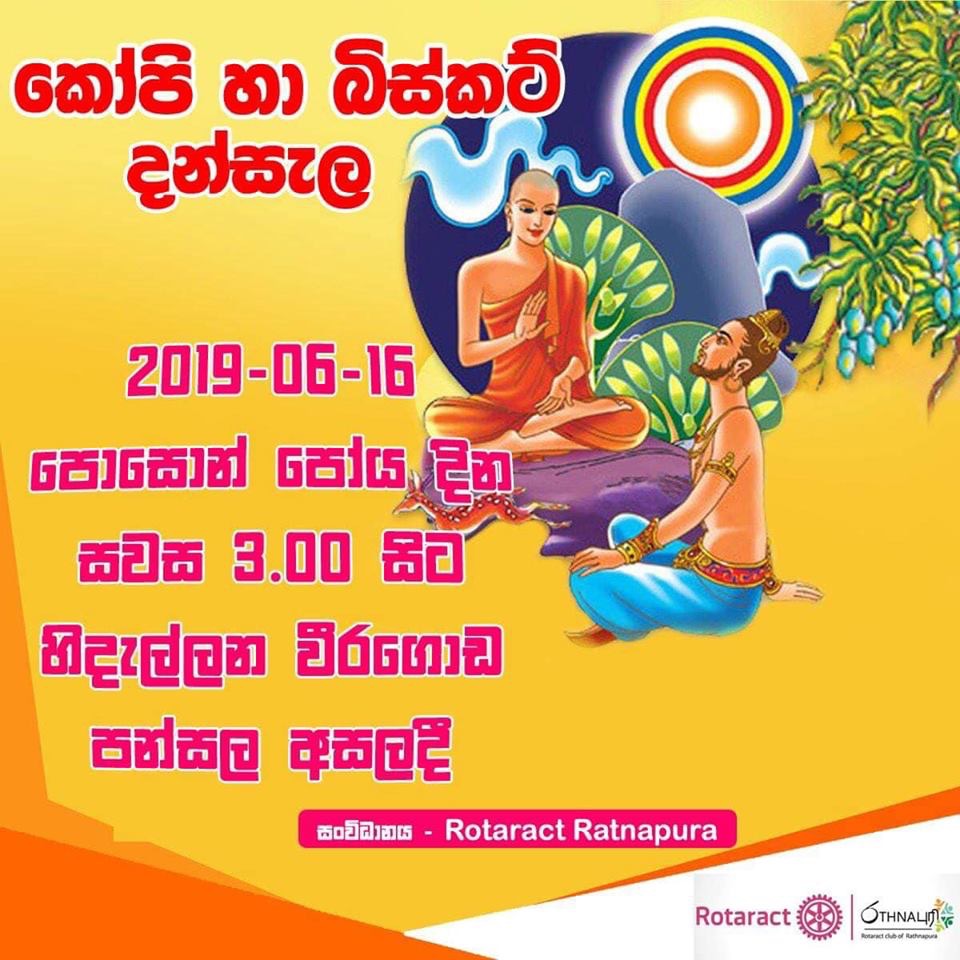 කෝපි හා බිස්කට්
දන්සැල
2019-06-16
පොසොන් පෝය දින
සවස 3.00 සිට
හිදැල්ලන වීරගොඩ
පන්සල අසලදී
සංවිධානය - Rotaract Ratnapura
Rotaract
Rotaract club of Rathnapura